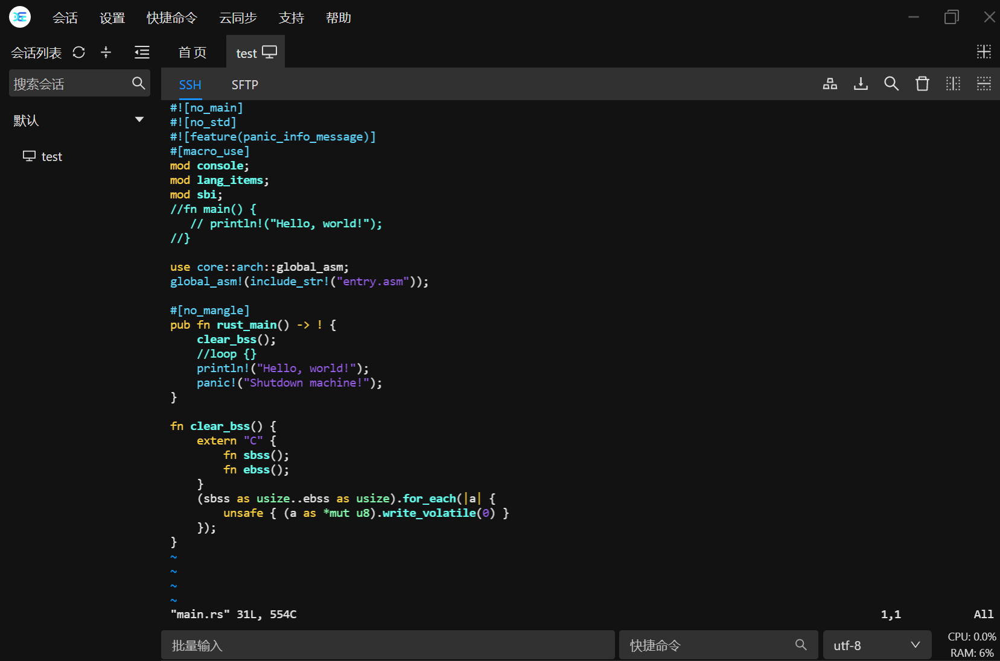 会话 设置 快捷命令 云同步 支持 帮助
会话列表 首页 test
搜索会话 SSH SFTP
默认
test
#![no_main]
#![no_std]
#![feature(panic_info_message)]
#[macro_use]
mod console;
mod lang_items;
mod sbi;
//fn main() {
   // println!("Hello, world!");
//}

use core::arch::global_asm;
global_asm!(include_str!("entry.asm"));

#[no_mangle]
pub fn rust_main() -> ! {
    clear_bss();
    //loop {}
    println!("Hello, world!");
    panic!("Shutdown machine!");
}

fn clear_bss() {
    extern "C" {
        fn sbss();
        fn ebss();
    }
    (sbss as usize..ebss as usize).for_each(|a| {
        unsafe { (a as *mut u8).write_volatile(0) }
    });
}
~
~
~
~
"main.rs" 31L, 554C 1,1 All
批量输入 快捷命令 utf-8 CPU: 0.0%
RAM: 6%